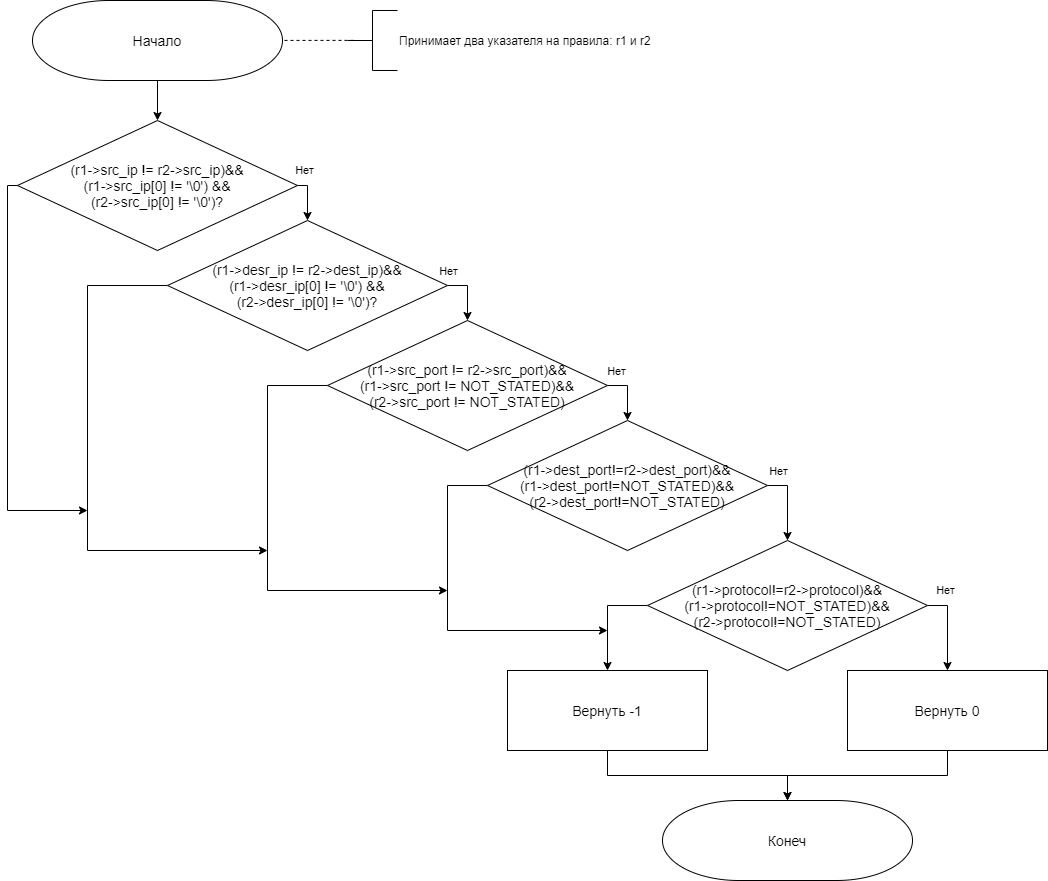 Начало
Принимает два указателя на правила: r1 и r2
(r1->src_ip != r2->src_ip)&&
(r1->src_ip[0] != '\0') &&
(r2->src_ip[0] != '\0')?
Нет
(r1->desr_ip != r2->dest_ip)&&
(r1->desr_ip[0] != '\0') &&
(r2->desr_ip[0] != '\0')?
Нет
(r1->src_port != r2->src_port)&&
(r1->src_port != NOT_STATED)&&
(r2->src_port != NOT_STATED)
Нет
(r1->dest_port!=r2->dest_port)&&
(r1->dest_port!=NOT_STATED)&&
(r2->dest_port!=NOT_STATED)
Нет
(r1->protocol!=r2->protocol)&&
(r1->protocol!=NOT_STATED)&&
(r2->protocol!=NOT_STATED)
Нет
Вернуть -1
Вернуть 0
Конеч